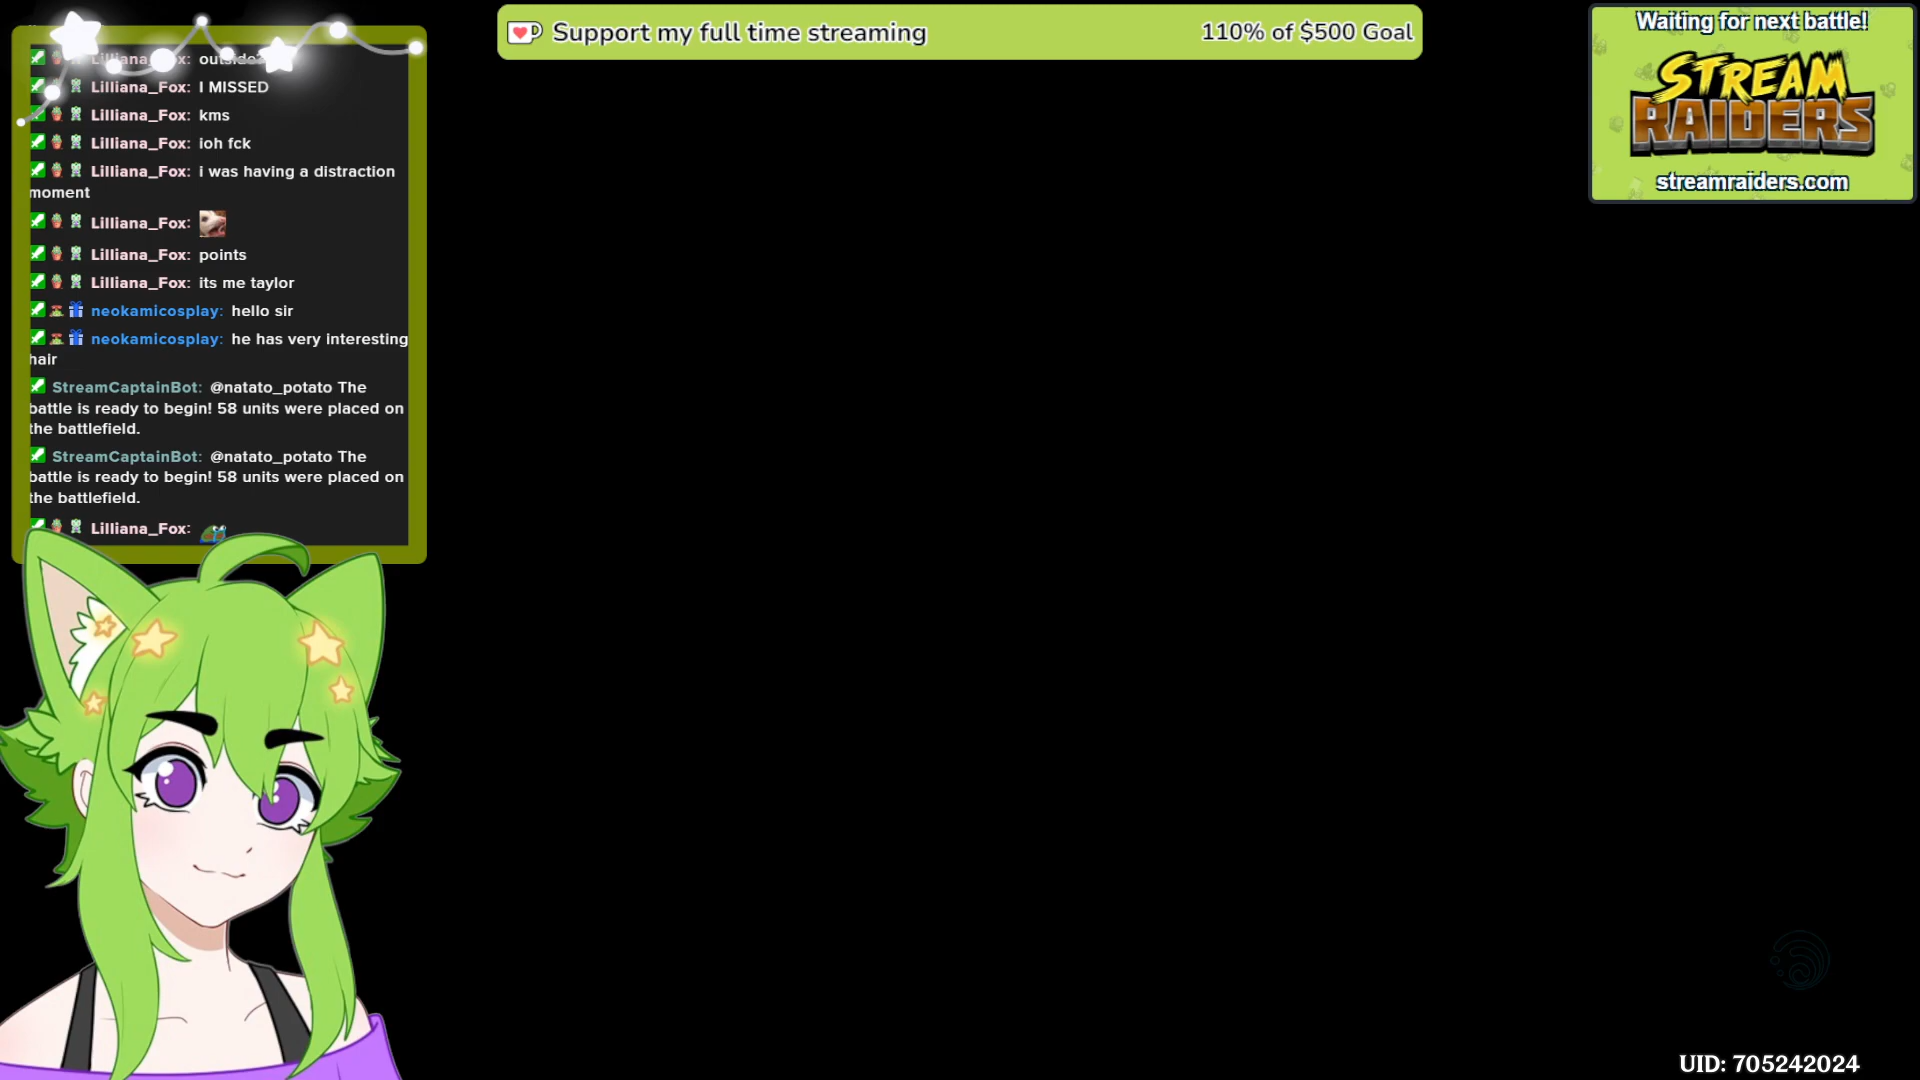 Lilliana_Fox: outside?
Lilliana_Fox: I MISSED
Lilliana_Fox: kms
Lilliana_Fox: ioh fck
Lilliana_Fox: i was having a distraction
moment
Lilliana_Fox:
Lilliana_Fox: points
Lilliana_Fox: its me taylor
neokamicosplay: hello sir
neokamicosplay: he has very interesting
hair
StreamCaptainBot: @natato_potato The
battle is ready to begin! 58 units were placed on
the battlefield.
StreamCaptainBot: @natato_potato The
battle is ready to begin! 58 units were placed on
the battlefield.
Lilliana_Fox:
Support my full time streaming
110% of $500 Goal
Waiting for next battle!
STREAM
RAIDERS
streamraiders.com
UID: 705242024